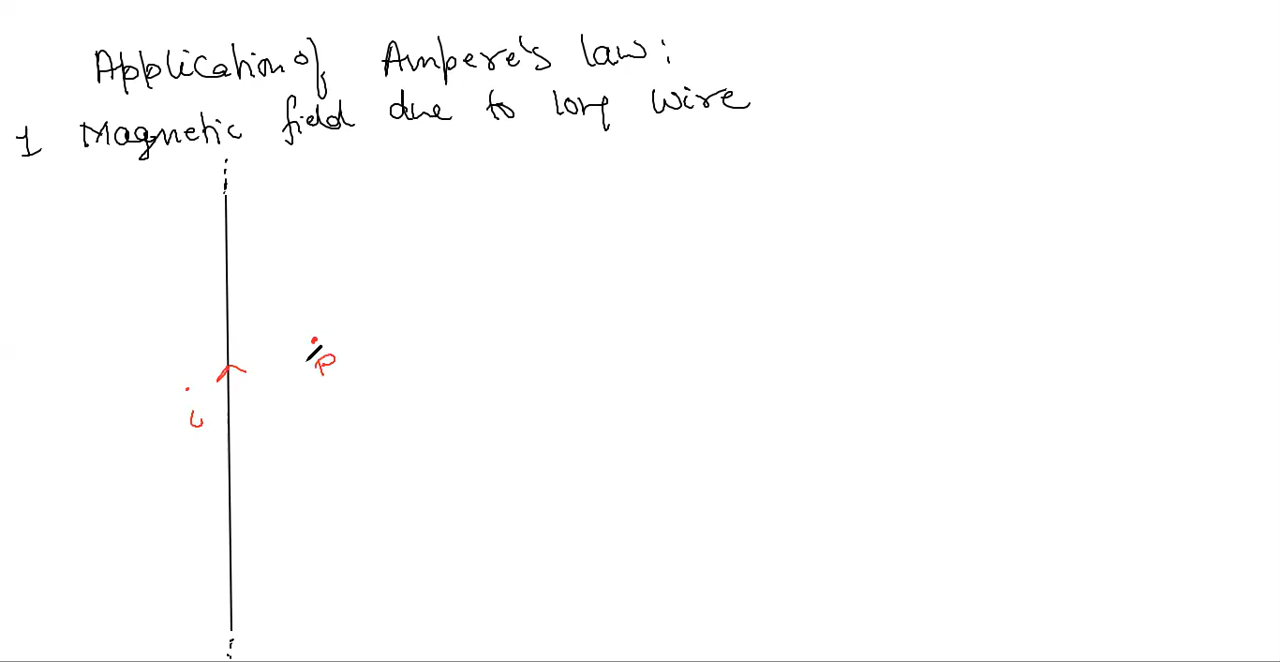 Application of Ampere's law:
1 Magnetic field due to long wire
P
i